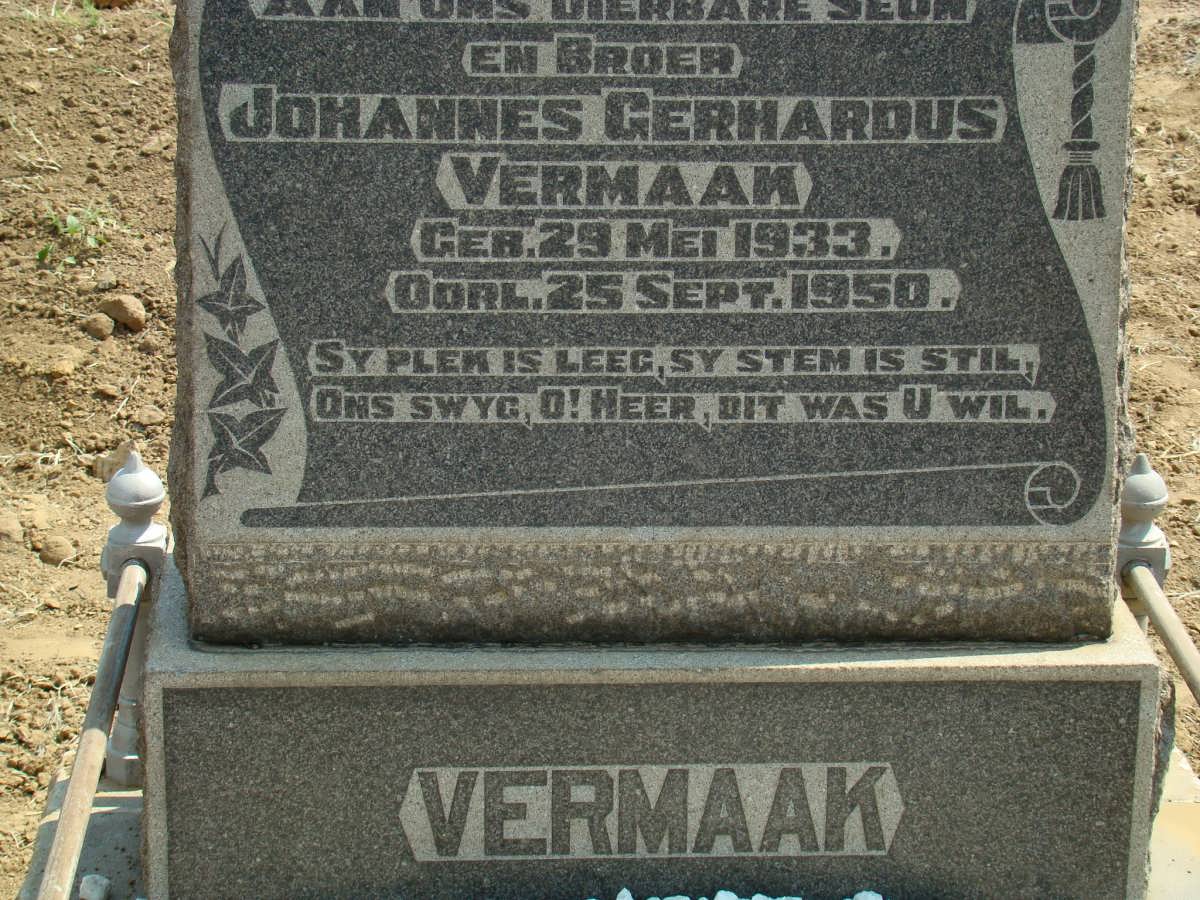 AAN ONS DIERBARE SEUN
EN BROER
JOHANNES GERHARDUS
VERMAAK
GEB. 29 MEI 1933.
OORL. 25 SEPT. 1950.
SY PLEK IS LEEG, SY STEM IS STIL,
ONS SWYG, O! HEER, DIT WAS U WIL.
VERMAAK